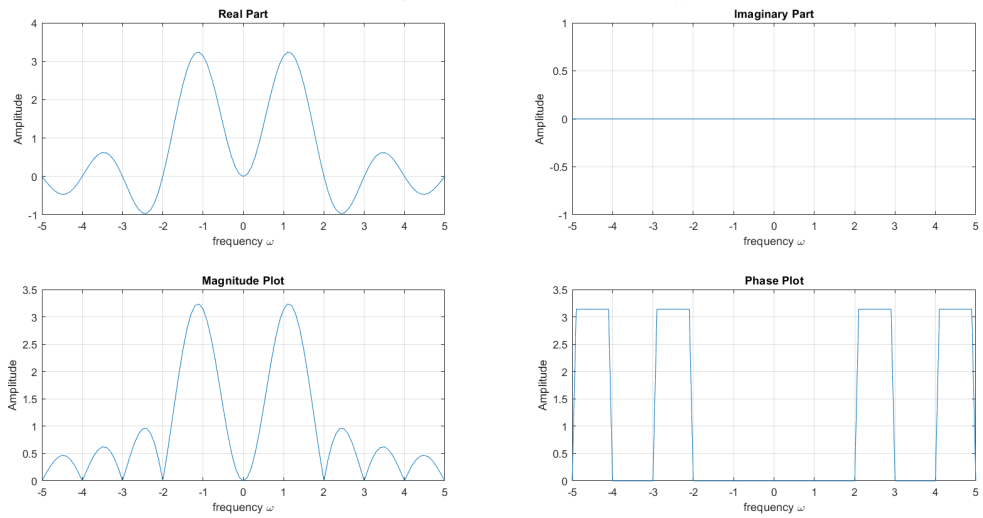 Real Part
Amplitude
4
3
2
1
0
-1
-5 -4 -3 -2 -1 0 1 2 3 4 5
frequency ω
Imaginary Part
Amplitude
1
0.5
0
-0.5
-1
-5 -4 -3 -2 -1 0 1 2 3 4 5
frequency ω
Magnitude Plot
Amplitude
3.5
3
2.5
2
1.5
1
0.5
0
-5 -4 -3 -2 -1 0 1 2 3 4 5
frequency ω
Phase Plot
Amplitude
3.5
3
2.5
2
1.5
1
0.5
0
-5 -4 -3 -2 -1 0 1 2 3 4 5
frequency ω